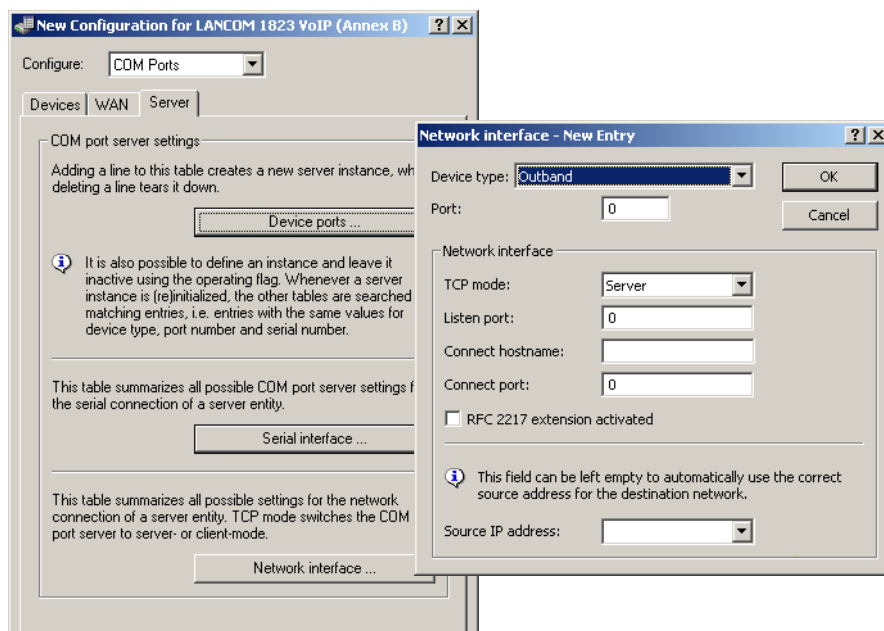 New Configuration for LANCOM 1823 VoIP (Annex B)
Configure: COM Ports
Devices WAN Server
COM port server settings
Adding a line to this table creates a new server instance, wh
deleting a line tears it down.
Device ports ...
It is also possible to define an instance and leave it
inactive using the operating flag. Whenever a server
instance is (re)initialized, the other tables are searched
matching entries, i.e. entries with the same values for
device type, port number and serial number.
This table summarizes all possible COM port server settings f
the serial connection of a server entity.
Serial interface ...
This table summarizes all possible settings for the network
connection of a server entity. TCP mode switches the COM
port server to server- or client-mode.
Network interface ...
Network interface - New Entry
Device type: Outband
OK
Port: 0
Cancel
Network interface
TCP mode: Server
Listen port: 0
Connect hostname:
Connect port: 0
RFC 2217 extension activated
This field can be left empty to automatically use the correct
source address for the destination network.
Source IP address: